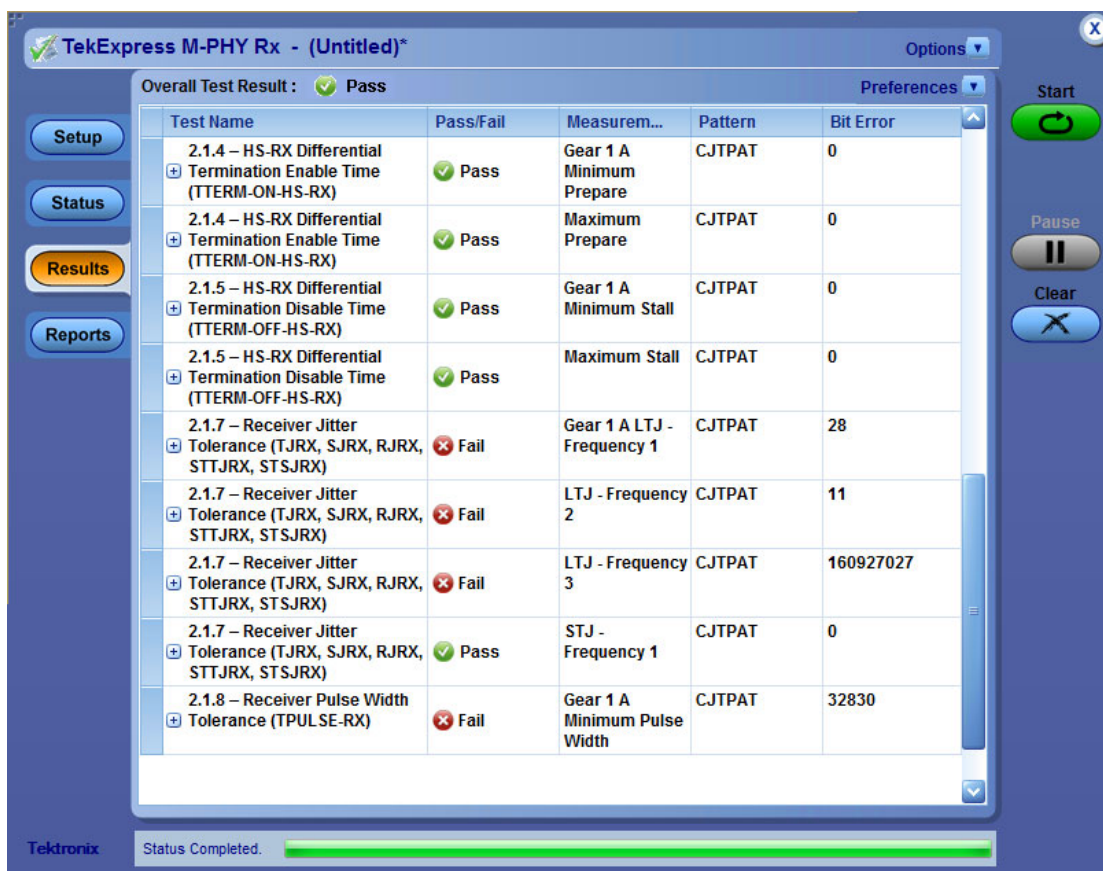 TekExpress M-PHY Rx - (Untitled)*
Options
X
Overall Test Result : Pass
Preferences
Start
Setup
Status
Results
Reports
Pause
Clear
Test Name Pass/Fail Measurem... Pattern Bit Error
2.1.4 – HS-RX Differential
Termination Enable Time
(TTERM-ON-HS-RX)
Pass
Gear 1 A
Minimum
Prepare
CJTPAT
0
2.1.4 – HS-RX Differential
Termination Enable Time
(TTERM-ON-HS-RX)
Pass
Maximum
Prepare
CJTPAT
0
2.1.5 – HS-RX Differential
Termination Disable Time
(TTERM-OFF-HS-RX)
Pass
Gear 1 A
Minimum Stall
CJTPAT
0
2.1.5 – HS-RX Differential
Termination Disable Time
(TTERM-OFF-HS-RX)
Pass
Maximum Stall
CJTPAT
0
2.1.7 – Receiver Jitter
Tolerance (TJRX, SJRX, RJRX,
STTJRX, STSJRX)
Fail
Gear 1 A LTJ -
Frequency 1
CJTPAT
28
2.1.7 – Receiver Jitter
Tolerance (TJRX, SJRX, RJRX,
STTJRX, STSJRX)
Fail
LTJ - Frequency
2
CJTPAT
11
2.1.7 – Receiver Jitter
Tolerance (TJRX, SJRX, RJRX,
STTJRX, STSJRX)
Fail
LTJ - Frequency
3
CJTPAT
160927027
2.1.7 – Receiver Jitter
Tolerance (TJRX, SJRX, RJRX,
STTJRX, STSJRX)
Pass
STJ -
Frequency 1
CJTPAT
0
2.1.8 – Receiver Pulse Width
Tolerance (TPULSE-RX)
Fail
Gear 1 A
Minimum Pulse
Width
CJTPAT
32830
Tektronix
Status Completed.